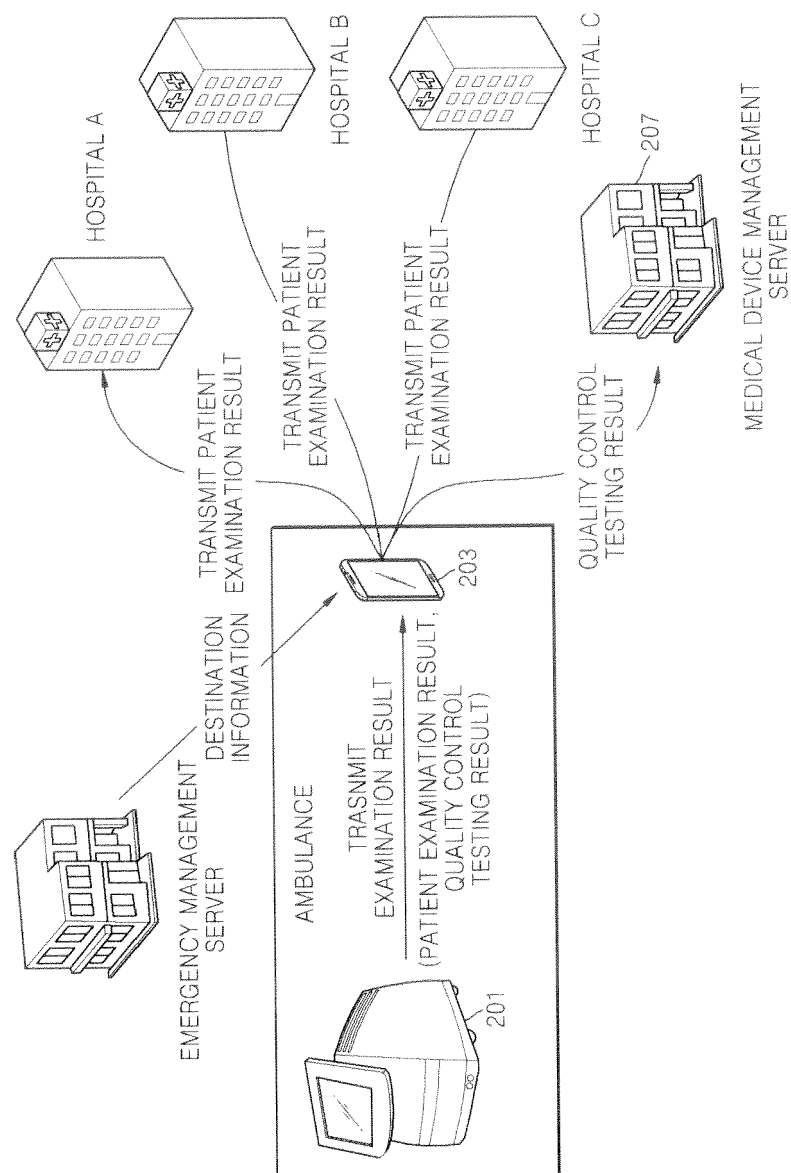 EMERGENCY MANAGEMENT
SERVER
DESTINATION
INFORMATION
TRANSMIT PATIENT
EXAMINATION RESULT
HOSPITAL A
TRANSMIT PATIENT
EXAMINATION RESULT
HOSPITAL B
TRANSMIT PATIENT
EXAMINATION RESULT
HOSPITAL C
AMBULANCE
TRASNMIT
EXAMINATION RESULT
(PATIENT EXAMINATION RESULT,
QUALITY CONTROL
TESTING RESULT)
201
203
QUALITY CONTROL
TESTING RESULT
207
MEDICAL DEVICE MANAGEMENT
SERVER